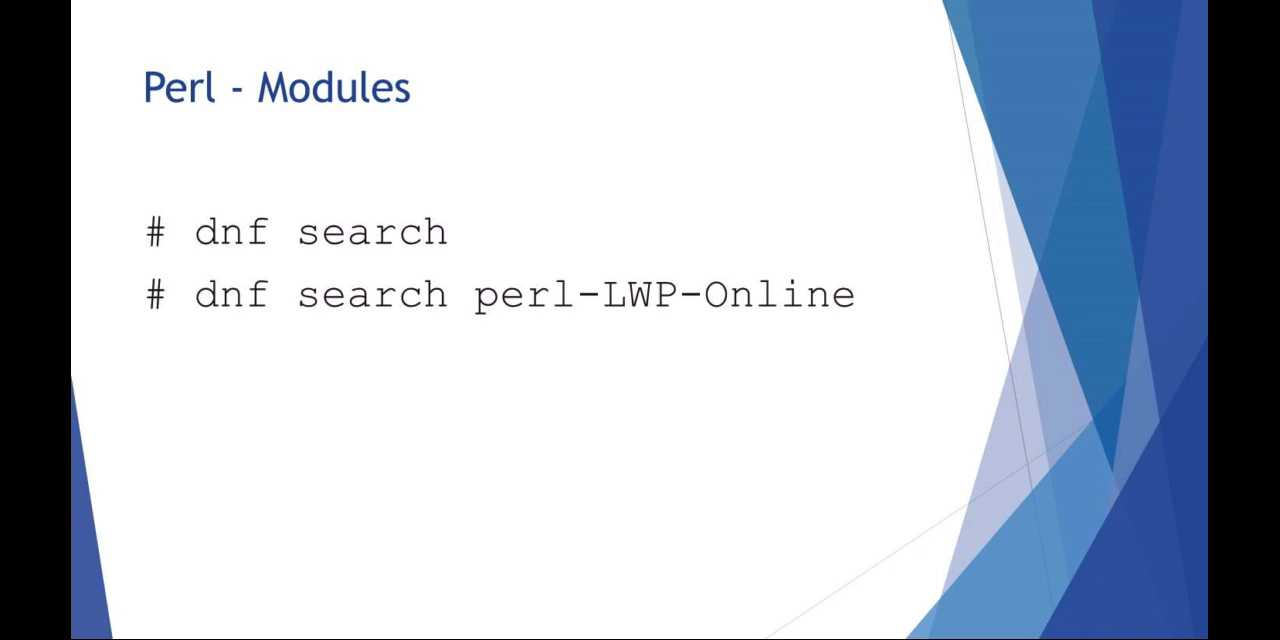 Perl - Modules
# dnf search
# dnf search perl-LWP-Online